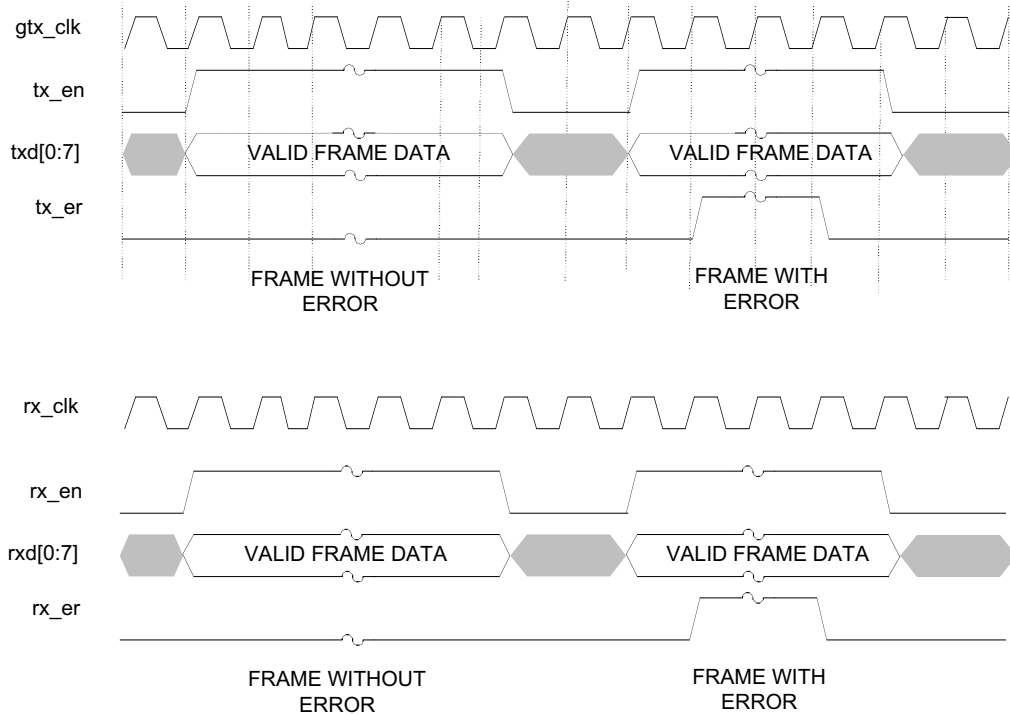 gtx_clk
tx_en
txd[0:7]
VALID FRAME DATA
VALID FRAME DATA
tx_er
FRAME WITHOUT
ERROR
FRAME WITH
ERROR
rx_clk
rx_en
rxd[0:7]
VALID FRAME DATA
VALID FRAME DATA
rx_er
FRAME WITHOUT
ERROR
FRAME WITH
ERROR